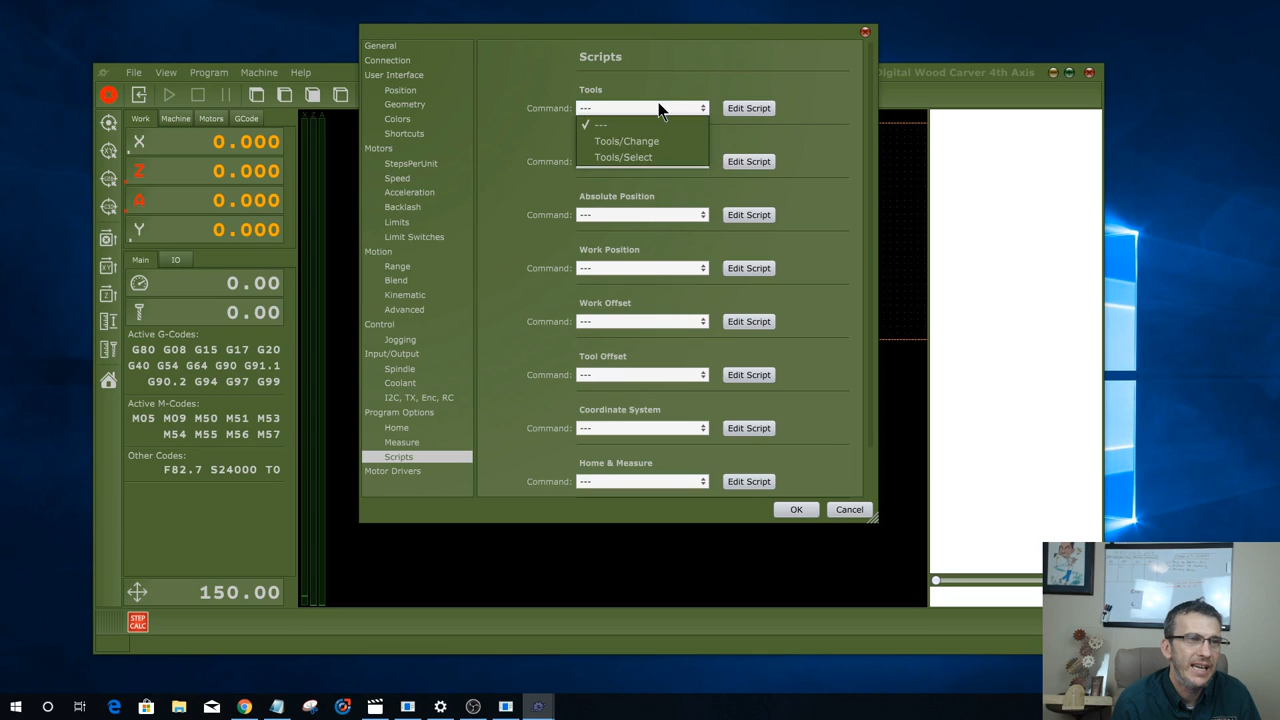 File View Program Machine Help
Digital Wood Carver 4th Axis
Work Machine Motors GCode
X 0.000
Z 0.000
A 0.000
Y 0.000
Main IO
0.00
0.00
Active G-Codes:
G80 G08 G15 G17 G20
G40 G54 G64 G90 G91.1
G90.2 G94 G97 G99
Active M-Codes:
M05 M09 M50 M51 M53
M54 M55 M56 M57
Other Codes:
F82.7 S24000 T0
150.00
STEP
CALC
X Z A
General
Connection
User Interface
Position
Geometry
Colors
Shortcuts
Motors
StepsPerUnit
Speed
Acceleration
Backlash
Limits
Limit Switches
Motion
Range
Blend
Kinematic
Advanced
Control
Jogging
Input/Output
Spindle
Coolant
I2C, TX, Enc, RC
Program Options
Home
Measure
Scripts
Motor Drivers
Scripts
Tools
Command: --- Edit Script
✓ ---
Tools/Change
Tools/Select
Command: Edit Script
Absolute Position
Command: --- Edit Script
Work Position
Command: --- Edit Script
Work Offset
Command: --- Edit Script
Tool Offset
Command: --- Edit Script
Coordinate System
Command: --- Edit Script
Home & Measure
Command: --- Edit Script
OK Cancel